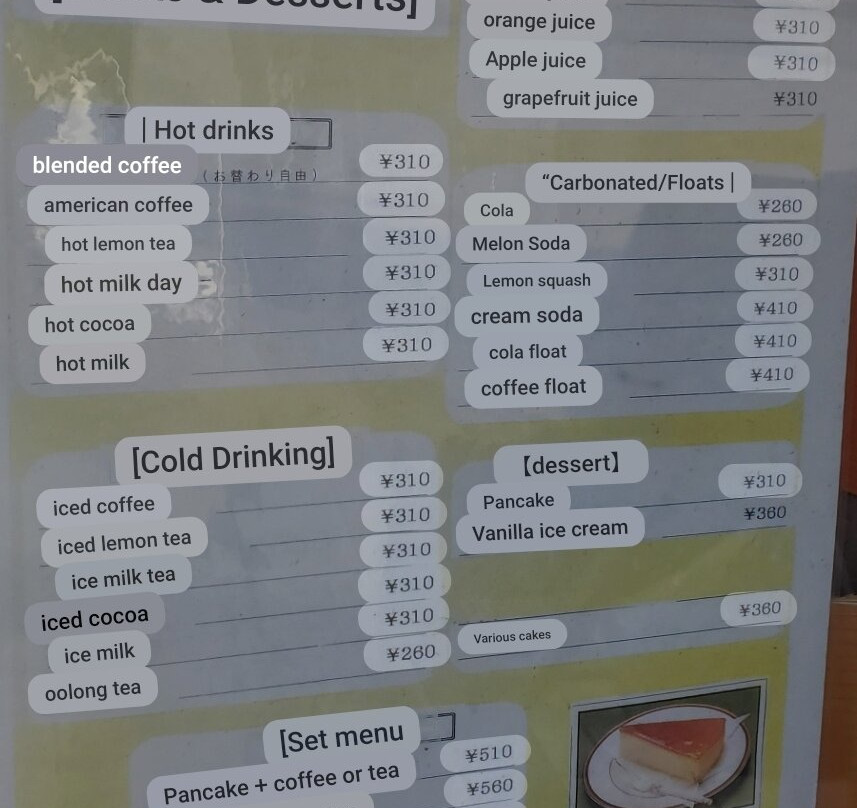 & Desserts]
| Hot drinks
blended coffee ¥310
(お替わり自由)
american coffee ¥310
hot lemon tea ¥310
hot milk day ¥310
hot cocoa ¥310
hot milk ¥310
[Cold Drinking]
iced coffee ¥310
iced lemon tea ¥310
ice milk tea ¥310
iced cocoa ¥310
ice milk ¥310
oolong tea ¥260
[Set menu
Pancake + coffee or tea ¥510
¥560
orange juice ¥310
Apple juice ¥310
grapefruit juice ¥310
“Carbonated/Floats |
Cola ¥260
Melon Soda ¥260
Lemon squash ¥310
cream soda ¥410
cola float ¥410
coffee float ¥410
【dessert】
Pancake ¥310
Vanilla ice cream ¥360
Various cakes ¥360